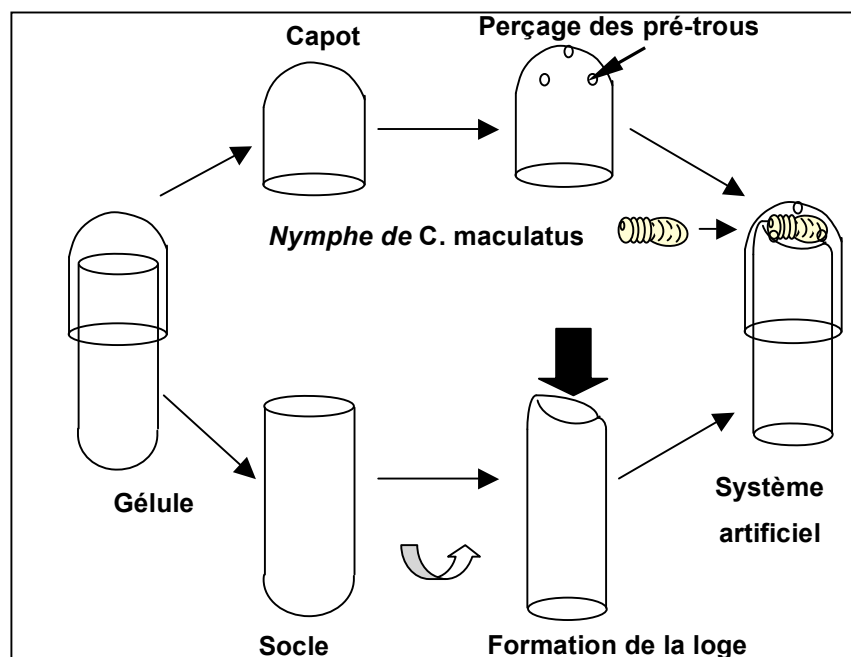 Capot
Perçage des pré-trous
Nymphe de C. maculatus
Gélule
Système
artificiel
Socle
Formation de la loge